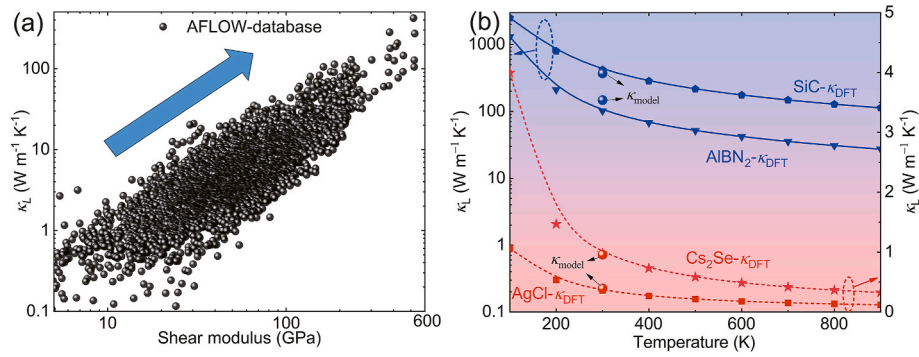 (a)
AFLOW-database
100
10
1
0.1
κL (W m⁻¹ K⁻¹)
10
100
600
Shear modulus (GPa)
(b)
1000
100
10
1
0.1
κL (W m⁻¹ K⁻¹)
5
4
3
2
1
0
κL (W m⁻¹ K⁻¹)
SiC-κDFT
κmodel
AlBN₂-κDFT
κmodel
Cs₂Se-κDFT
AgCl-κDFT
200
400
600
800
Temperature (K)